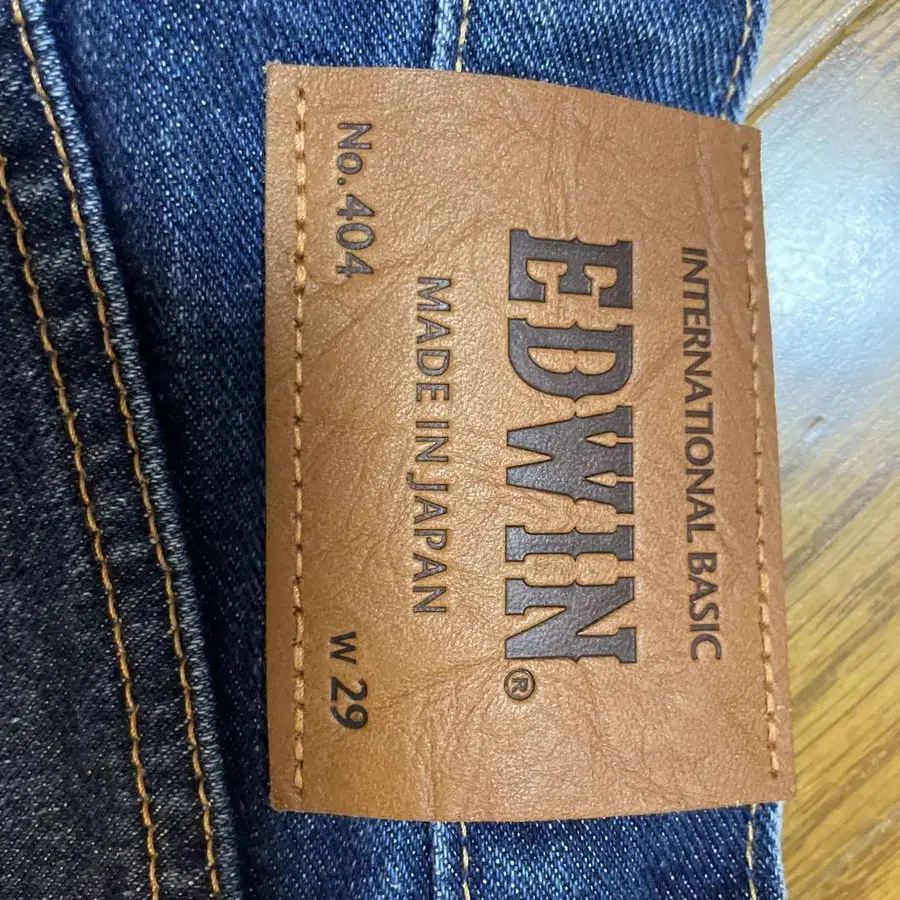 INTERNATIONAL BASIC
EDWIN®
MADE IN JAPAN
No. 404 W 29